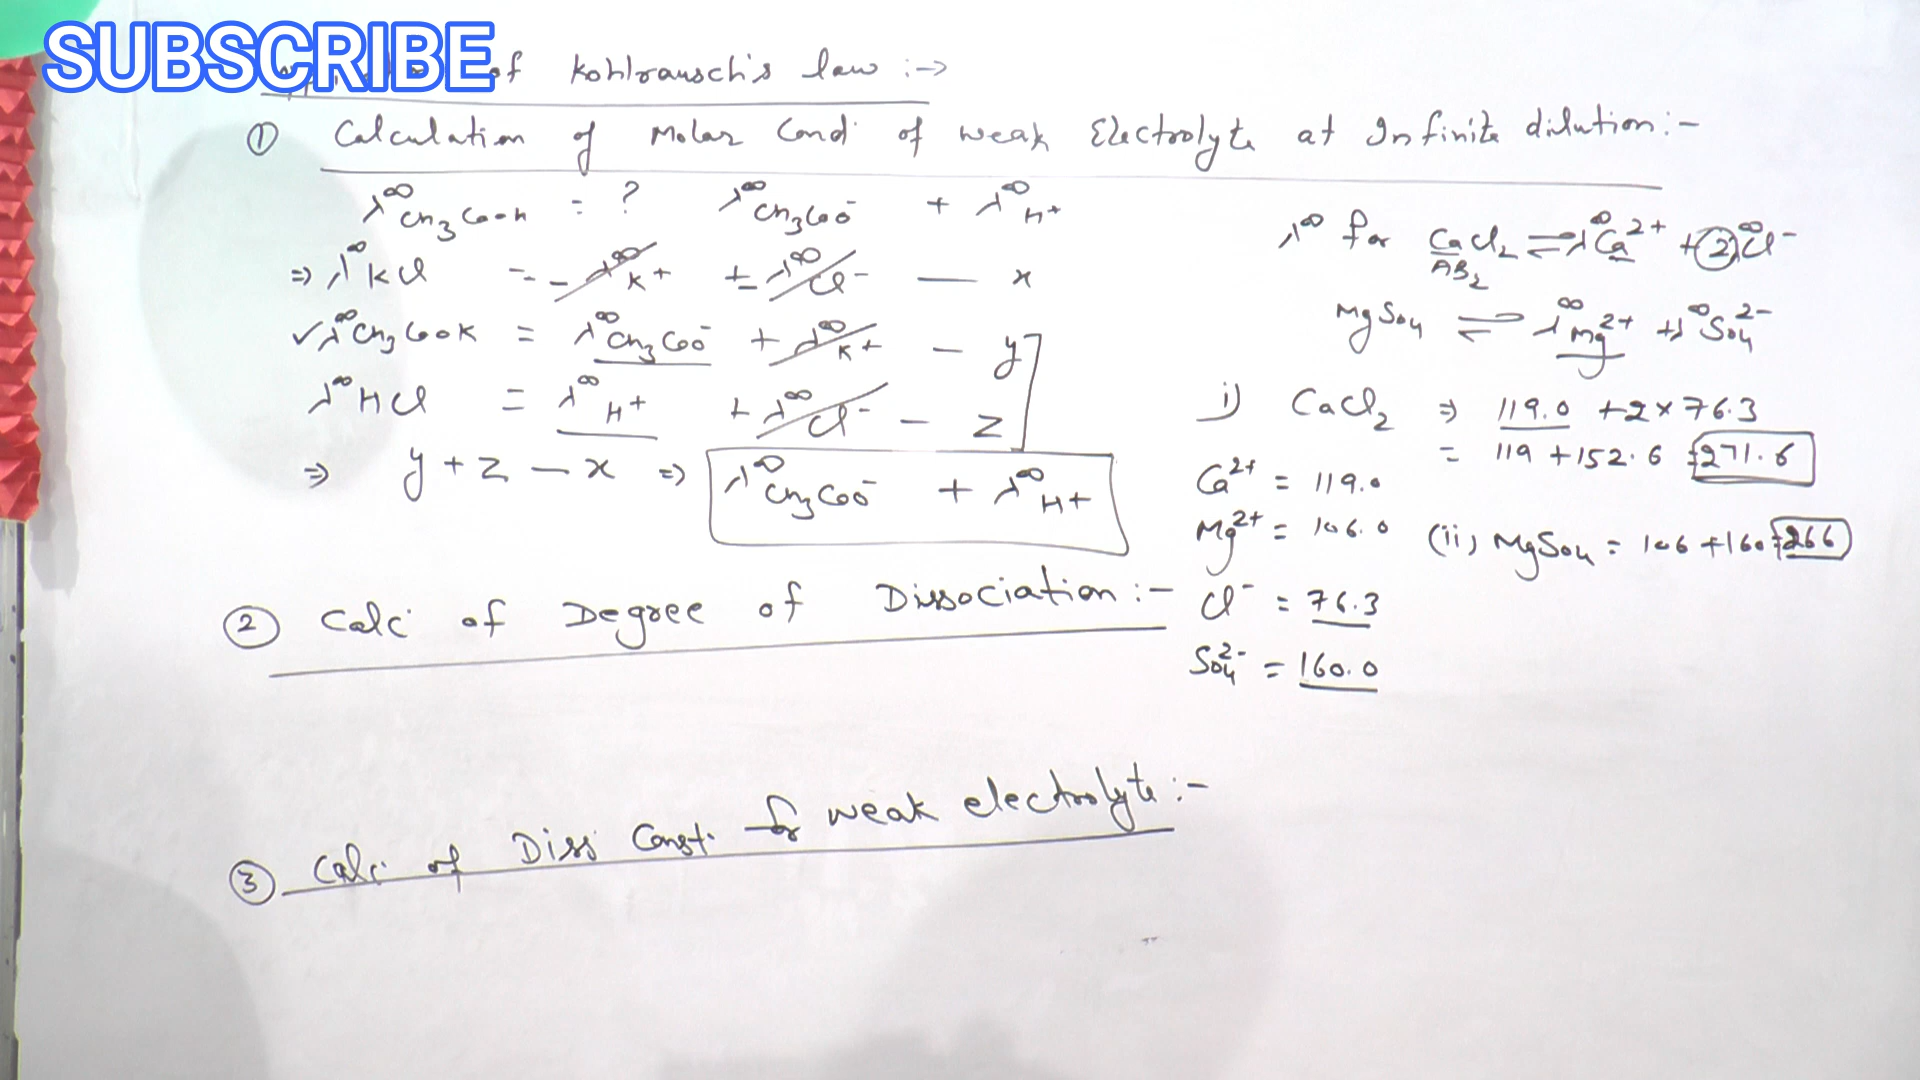 SUBSCRIBE of Kohlrausch's law :→
① Calculation of Molar Cond. of weak Electrolyte at Infinite dilution :-
λ∞ CH3COOH = ? λ∞ CH3COO- + λ∞ H+
⇒ λ∞ KCl = - λ∞ K+ ± λ∞ Cl- — x
✓ λ∞ CH3COOK = λ∞ CH3COO- + λ∞ K+ — y
λ∞ HCl = λ∞ H+ + λ∞ Cl- — z
⇒ y + z — x ⇒ λ∞ CH3COO- + λ∞ H+
λ∞ for CaCl2 ⇌ λ∞ Ca2+ + 2 λ∞ Cl-
AB2
MgSO4 ⇌ λ∞ Mg2+ + λ∞ SO4 2-
i) CaCl2 ⇒ 119.0 + 2 × 76.3
= 119 + 152.6 = 271.6
Ca2+ = 119.0
Mg2+ = 106.0
(ii) MgSO4 = 106 + 160 = 266
Cl- = 76.3
SO4 2- = 160.0
② Calc. of Degree of Dissociation :-
③ Calc. of Diss. Const. for weak electrolyte :-